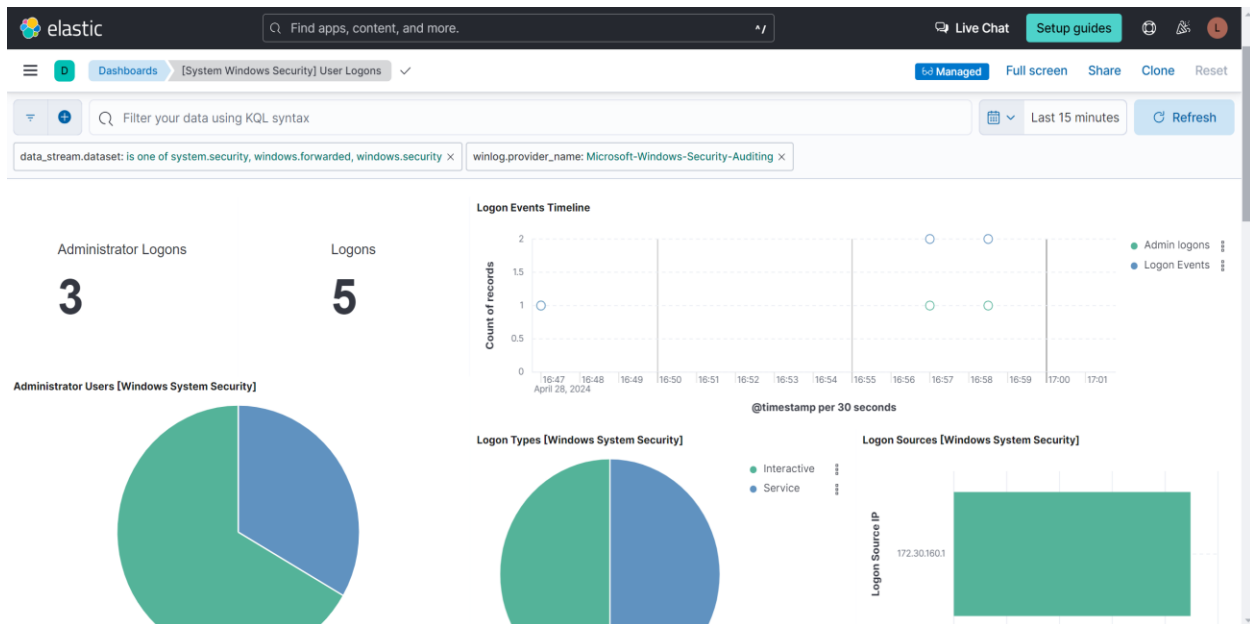 elastic
Find apps, content, and more.
^/
Live Chat
Setup guides
L
D
Dashboards
[System Windows Security] User Logons
Managed
Full screen
Share
Clone
Reset
Filter your data using KQL syntax
Last 15 minutes
Refresh
data_stream.dataset: is one of system.security, windows.forwarded, windows.security ×
winlog.provider_name: Microsoft-Windows-Security-Auditing ×
Administrator Logons
3
Logons
5
Logon Events Timeline
Count of records
2
1.5
1
0.5
0
16:47 16:48 16:49 16:50 16:51 16:52 16:53 16:54 16:55 16:56 16:57 16:58 16:59 17:00 17:01
April 28, 2024
@timestamp per 30 seconds
Admin logons
Logon Events
Administrator Users [Windows System Security]
Logon Types [Windows System Security]
Interactive
Service
Logon Sources [Windows System Security]
Logon Source IP
172.30.160.1